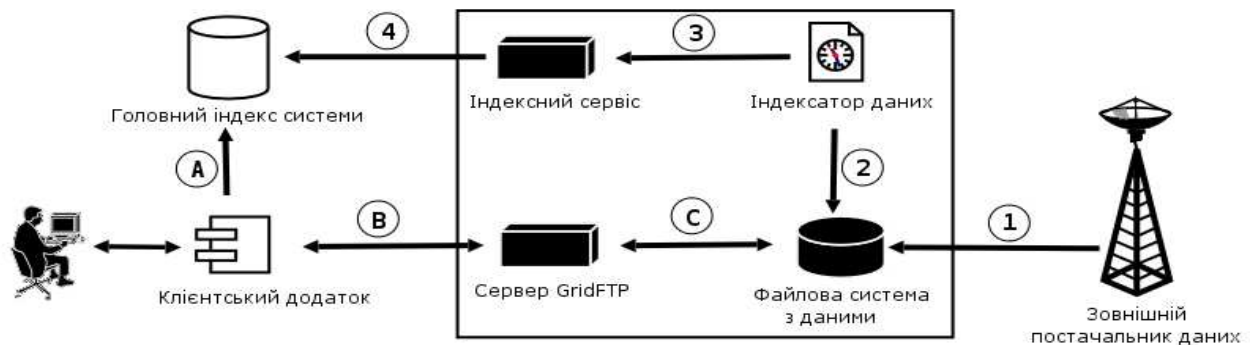 4
3
Індексний сервіс
Індексатор даних
Головний індекс системи
A
2
B
C
1
Клієнтський додаток
Сервер GridFTP
Файлова система
з даними
Зовнішній
постачальник даних